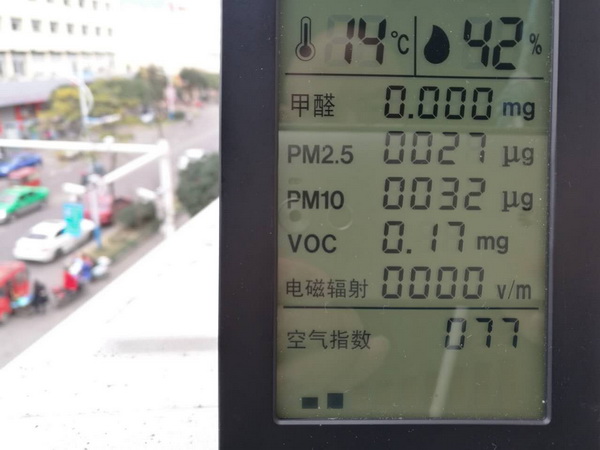 14 ℃ 42 %
甲醛 0.000 mg
PM2.5 0027 μg
PM10 0032 μg
VOC 0.17 mg
电磁辐射 0000 v/m
空气指数 077